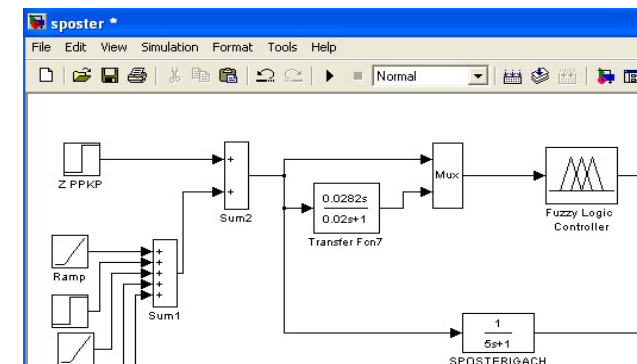 sposter *
File Edit View Simulation Format Tools Help
Normal
Z PPKP
+
+
Sum2
0.0282s
0.02s+1
Transfer Fcn7
Mux
Fuzzy Logic
Controller
Ramp
+
+
+
+
+
Sum1
1
5s+1
SPOSTERIGACH